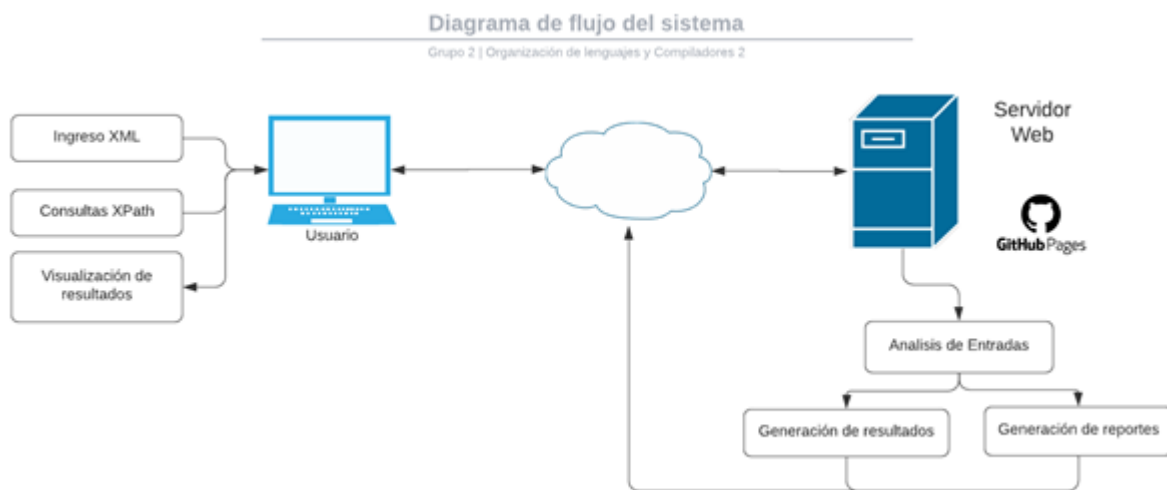 Diagrama de flujo del sistema
Grupo 2 | Organización de lenguajes y Compiladores 2
Ingreso XML
Consultas XPath
Visualización de
resultados
Usuario
Servidor
Web
GitHub Pages
Analisis de Entradas
Generación de resultados
Generación de reportes